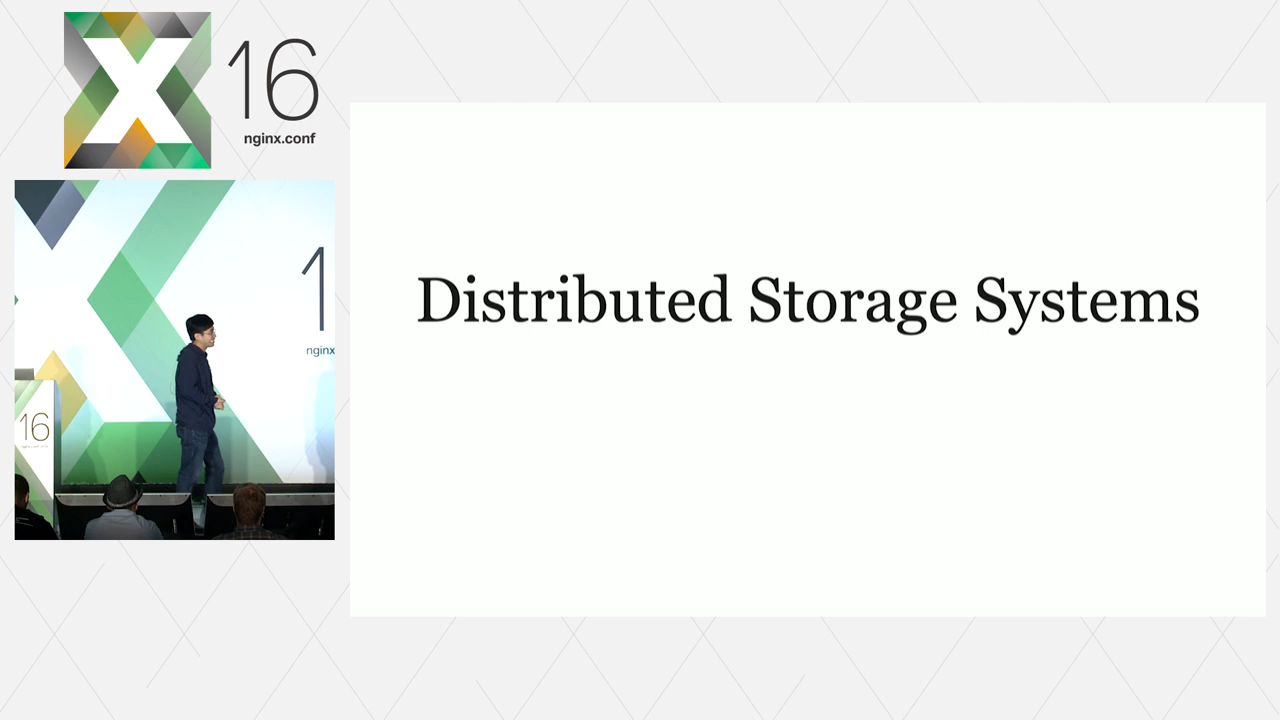 16
nginx.conf
1
nginx
16
Distributed Storage Systems